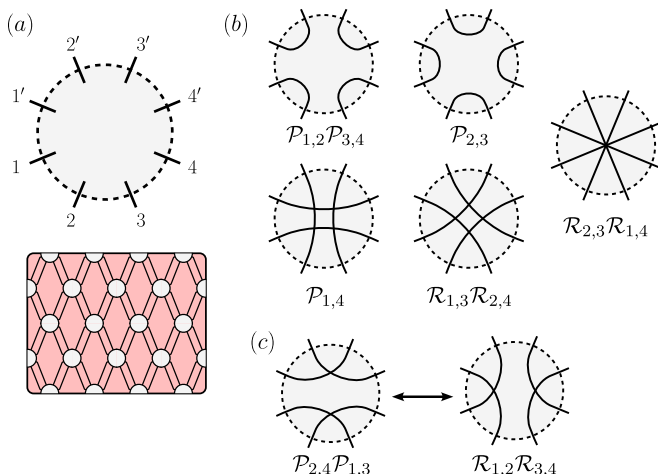 (a)
2′ 3′
1′ 4′
1 4
2 3
(b)
𝒫₁,₂𝒫₃,₄ 𝒫₂,₃
ℛ₂,₃ℛ₁,₄
𝒫₁,₄ ℛ₁,₃ℛ₂,₄
(c)
𝒫₂,₄𝒫₁,₃ ℛ₁,₂ℛ₃,₄